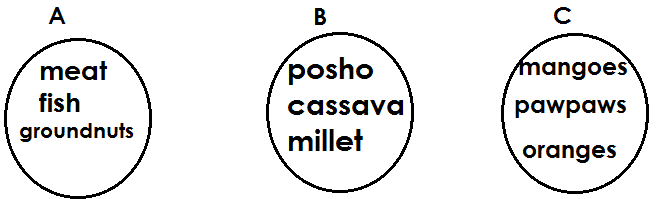 A
meat
fish
groundnuts
B
posho
cassava
millet
C
mangoes
pawpaws
oranges